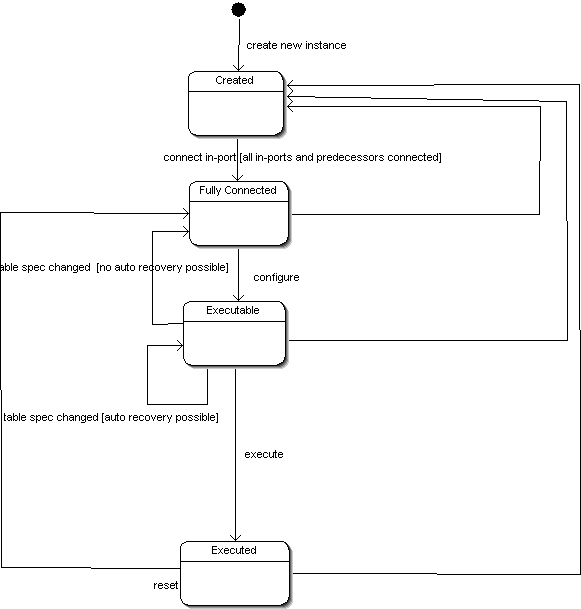 create new instance
Created
connect in-port [all in-ports and predecessors connected]
Fully Connected
able spec changed  [no auto recovery possible]
configure
Executable
table spec changed [auto recovery possible]
execute
Executed
reset